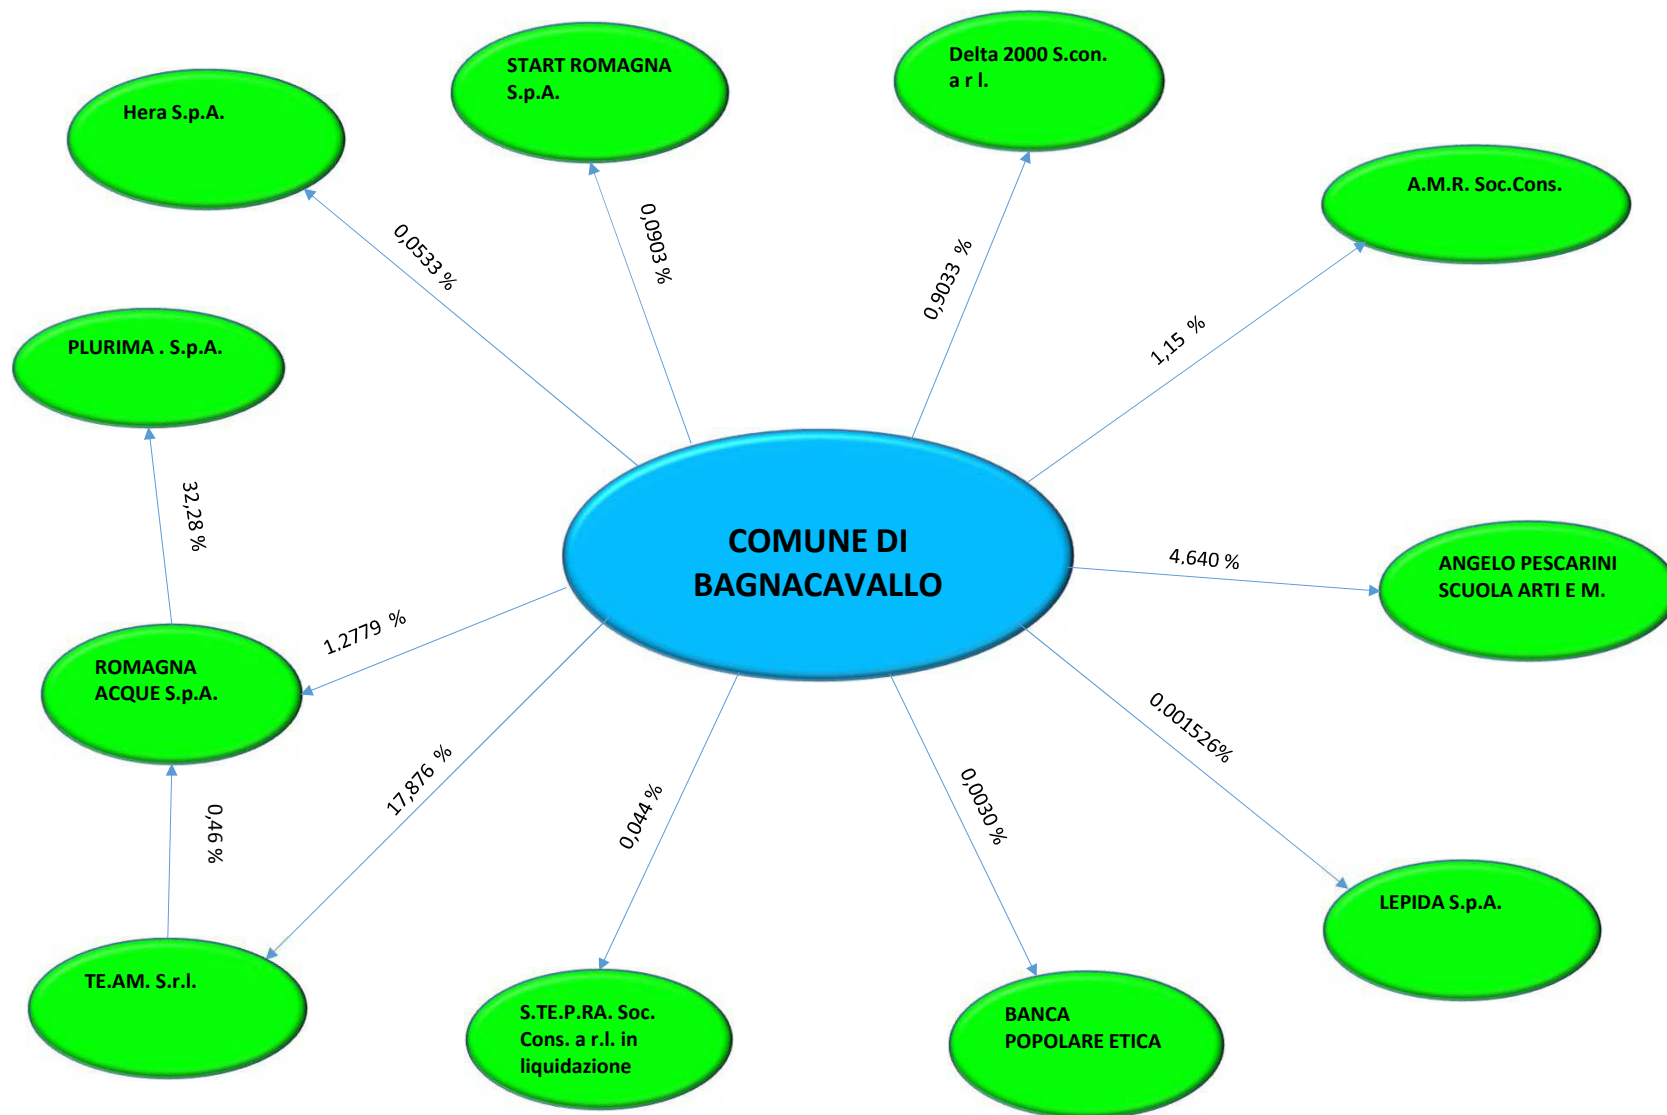 START ROMAGNA
S.p.A.
Delta 2000 S.con.
a r l.
Hera S.p.A.
A.M.R. Soc.Cons.
0,0533 %
0,0903 %
0,9033 %
1,15 %
PLURIMA . S.p.A.
32,28 %
COMUNE DI
BAGNACAVALLO
4.640 %
ANGELO PESCARINI
SCUOLA ARTI E M.
1.2779 %
ROMAGNA
ACQUE S.p.A.
0.001526%
17,876 %
0,044 %
0,0030 %
0,46 %
LEPIDA S.p.A.
TE.AM. S.r.l.
S.TE.P.RA. Soc.
Cons. a r.l. in
liquidazione
BANCA
POPOLARE ETICA